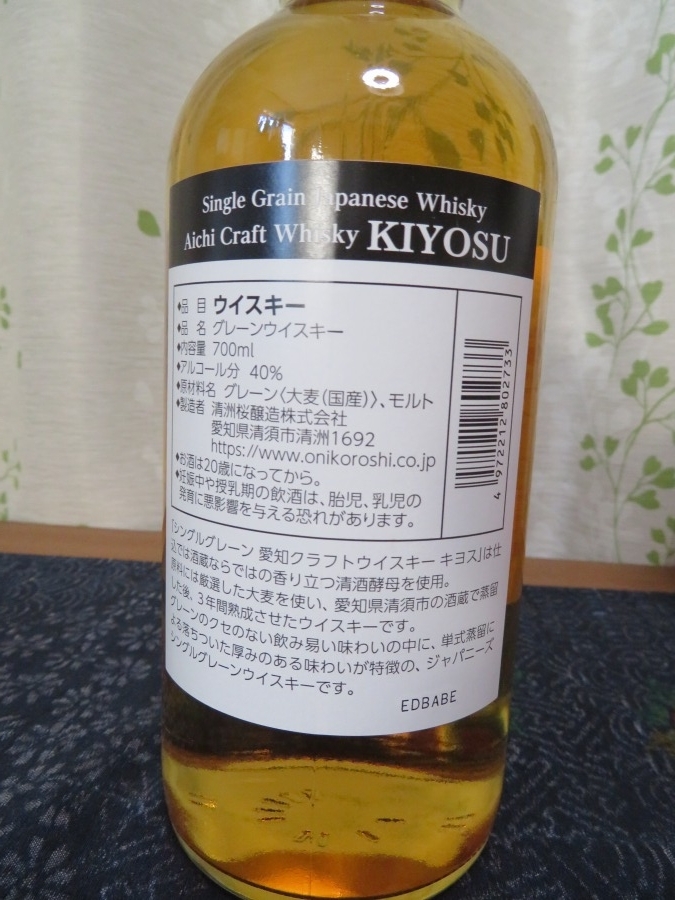 Single Grain Japanese Whisky
Aichi Craft Whisky KIYOSU
◆品 目 ウイスキー
◆品 名 グレーンウイスキー
◆内容量 700ml
◆アルコール分 40%
◆原材料名 グレーン〈大麦(国産)〉、モルト
◆製造者 清洲桜醸造株式会社
愛知県清須市清洲1692
https://www.onikoroshi.co.jp
◆お酒は20歳になってから。
◆妊娠中や授乳期の飲酒は、胎児、乳児の
発育に悪影響を与える恐れがあります。
4 972212 802733
「シングルグレーン 愛知クラフトウイスキー キヨス」は仕
込では酒蔵ならではの香り立つ清酒酵母を使用。
原料には厳選した大麦を使い、愛知県清須市の酒蔵で蒸留
した後、3年間熟成させたウイスキーです。
グレーンのクセのない飲み易い味わいの中に、単式蒸留に
よる落ちついた厚みのある味わいが特徴の、ジャパニーズ
シングルグレーンウイスキーです。
EDBABE